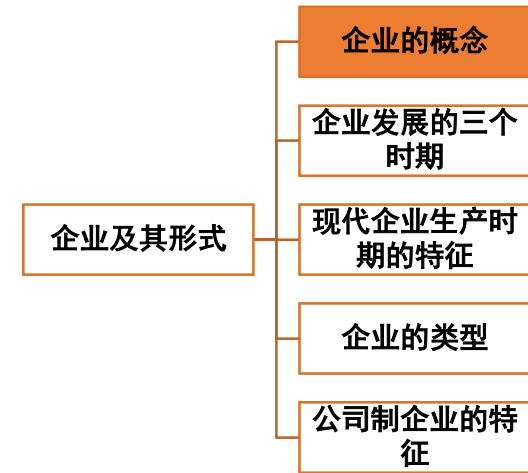 企业的概念
企业发展的三个
时期
现代企业生产时
期的特征
企业及其形式
企业的类型
公司制企业的特
征